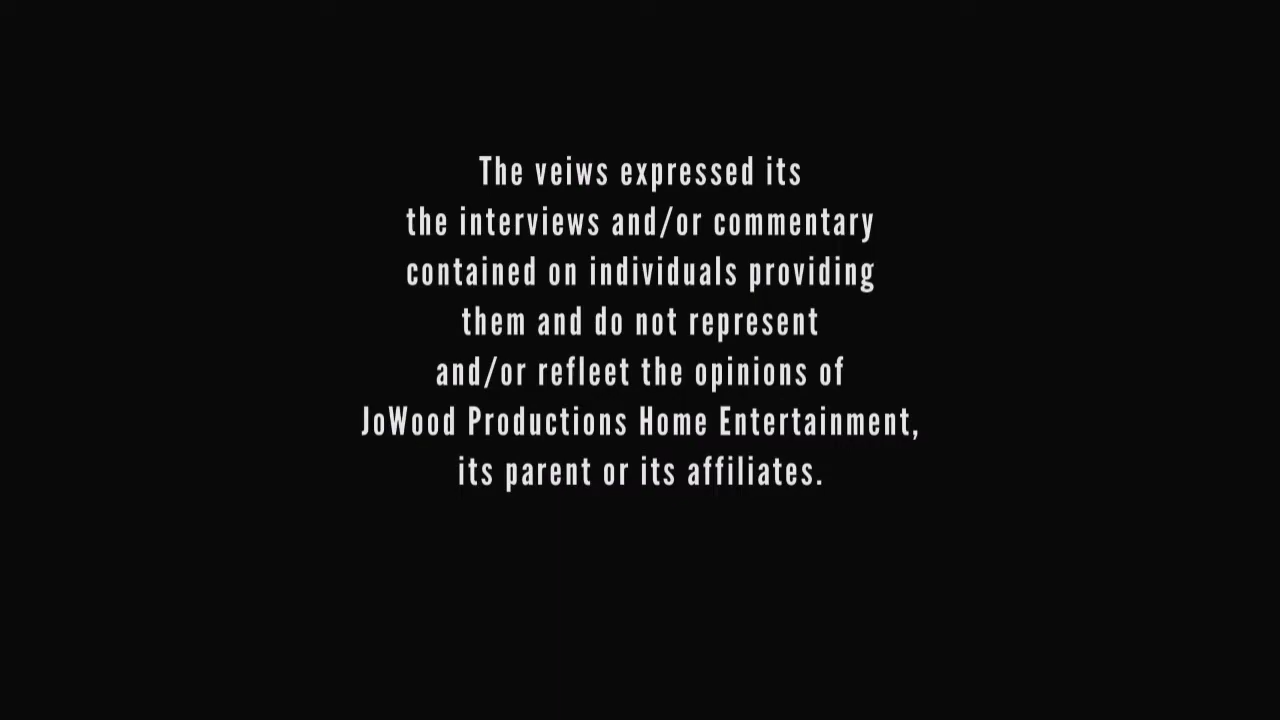 The veiws expressed its
the interviews and/or commentary
contained on individuals providing
them and do not represent
and/or refleet the opinions of
JoWood Productions Home Entertainment,
its parent or its affiliates.